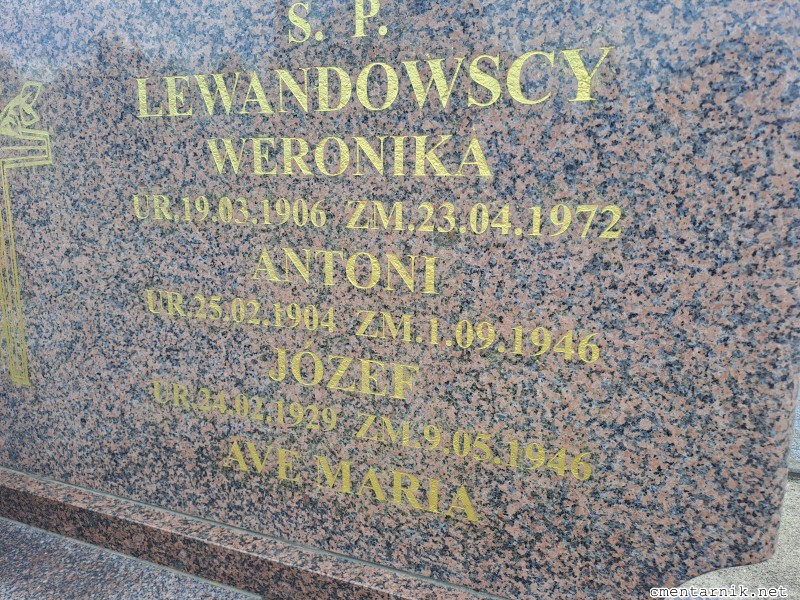 S. P.
LEWANDOWSCY
WERONIKA
UR.19.03.1906 ZM.23.04.1972
ANTONI
UR.25.02.1904 ZM.1.09.1946
JÓZEF
UR.24.02.1929 ZM.9.05.1946
AVE MARIA
cmentarnik.net